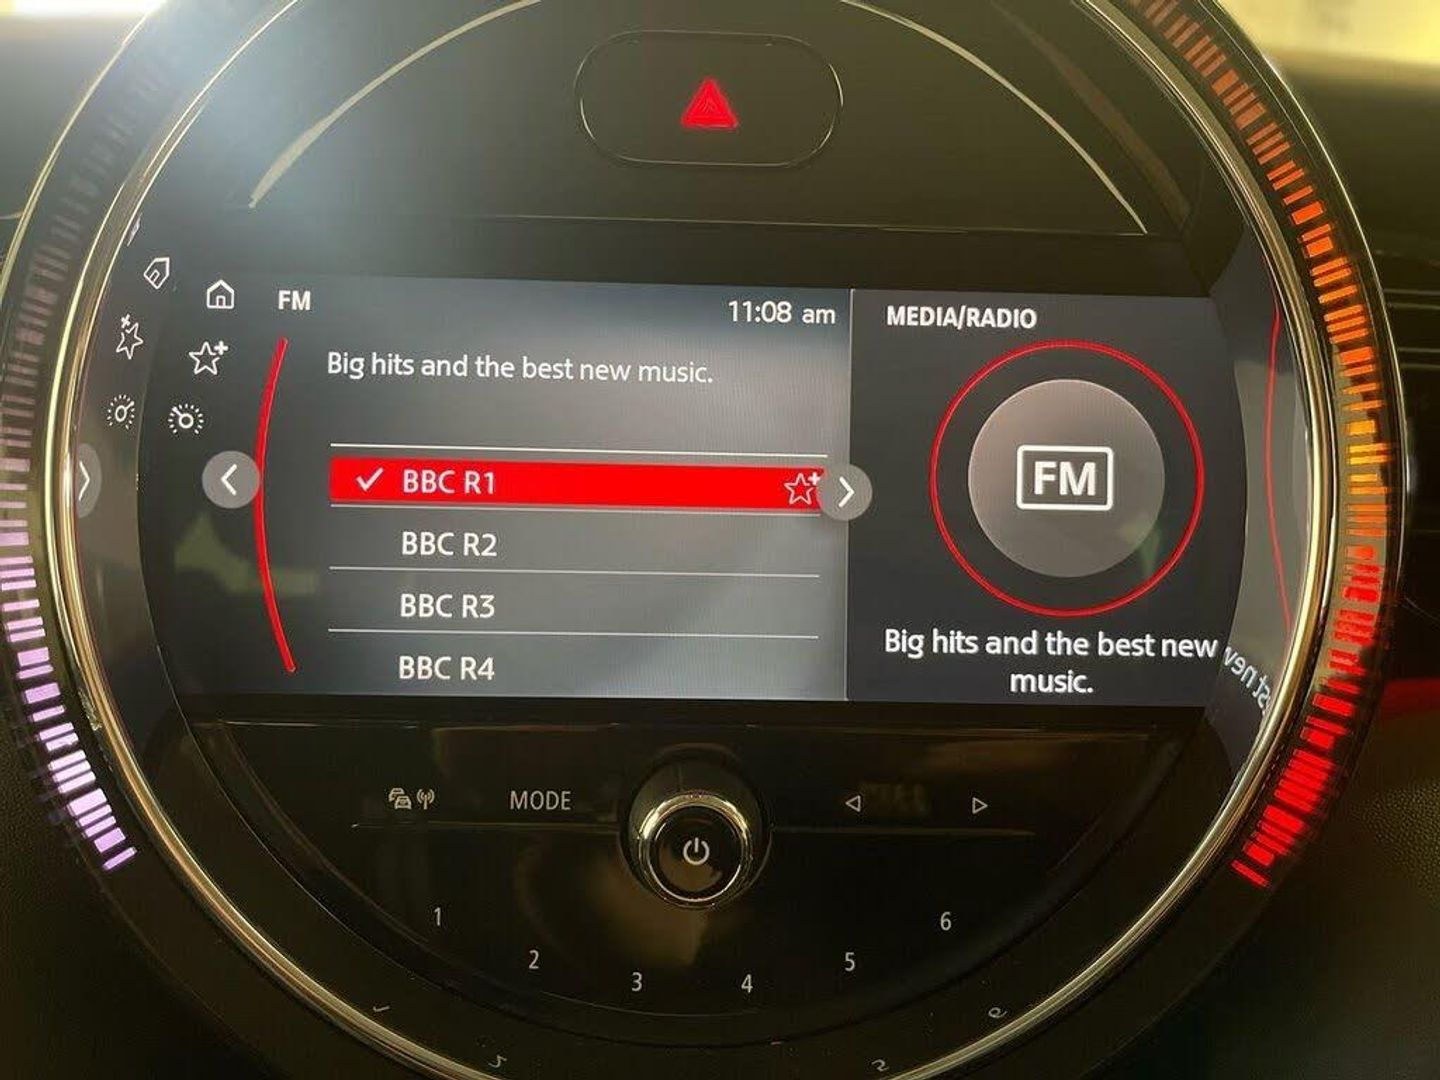 FM
11:08 am
MEDIA/RADIO
Big hits and the best new music.
BBC R1
BBC R2
BBC R3
BBC R4
FM
Big hits and the best new
music.
MODE
1
2
3
4
5
6